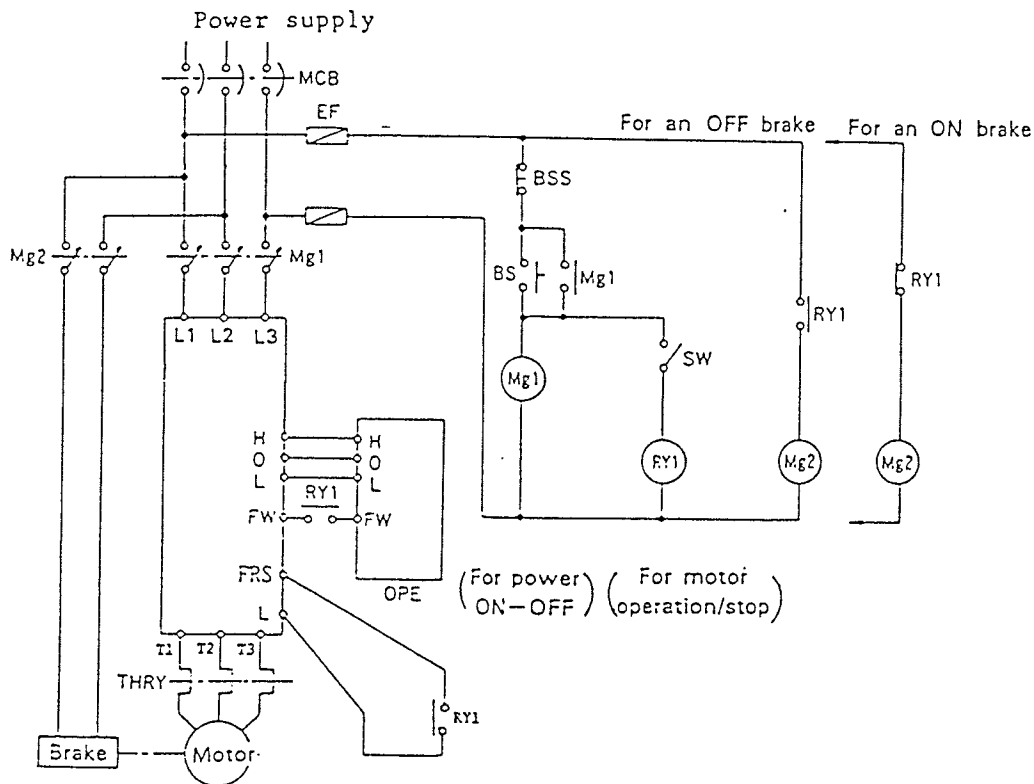 Power supply
MCB
EF
For an OFF brake
For an ON brake
BSS
Mg2
Mg1
BS
Mg1
RY1
RY1
L1 L2 L3
SW
Mg1
H H
O O
L L
RY1
RY1
Mg2
Mg2
FW
FW
FRS
OPE
(For power ON-OFF)
(For motor operation/stop)
L
T1 T2 T3
THRY
RY1
Brake
Motor